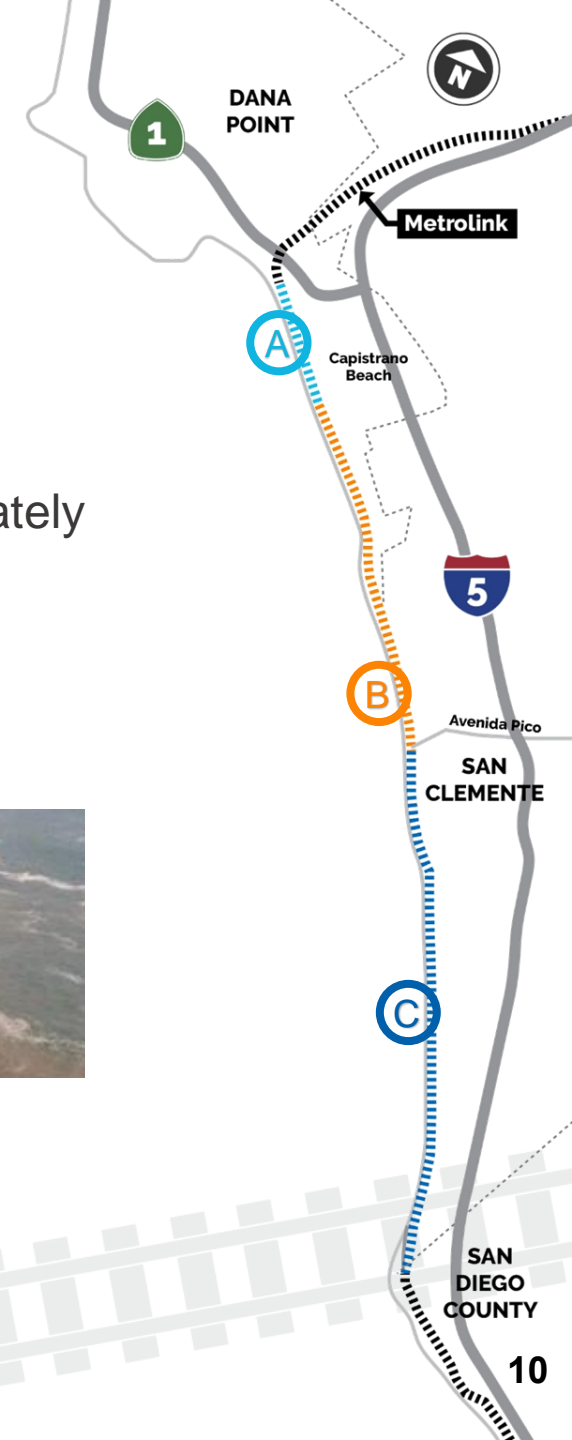 DANA
POINT
N
1
Metrolink
A
Capistrano
Beach
ately
5
B
Avenida Pico
SAN
CLEMENTE
C
SAN
DIEGO
COUNTY
10